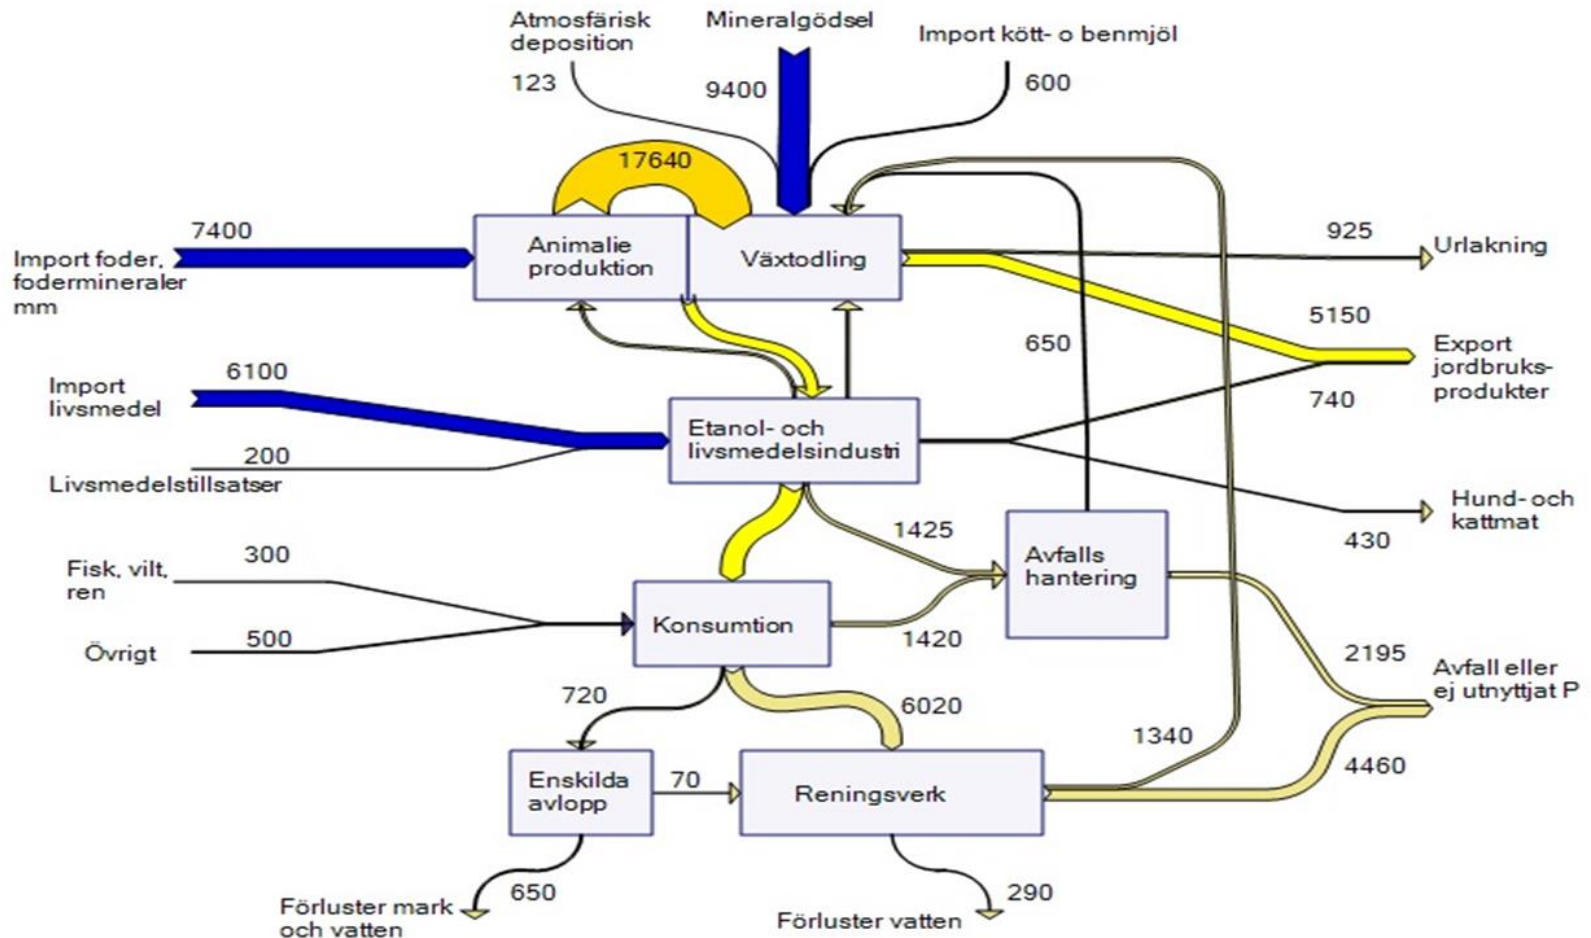 Atmosfärisk
deposition
123
Mineralgödsel
9400
Import kött- o benmjöl
600
17640
7400
Import foder,
fodermineraler
mm
Animalie
produktion
Växtodling
925
Urlakning
5150
Export
jordbruks-
produkter
740
650
6100
Import
livsmedel
200
Livsmedelstillsatser
Etanol- och
livsmedelsindustri
Hund- och
kattmat
430
1425
Avfalls
hantering
300
Fisk, vilt,
ren
500
Övrigt
Konsumtion
1420
2195
Avfall eller
ej utnyttjat P
4460
720
6020
1340
Enskilda
avlopp
70
Reningsverk
650
Förluster mark
och vatten
290
Förluster vatten